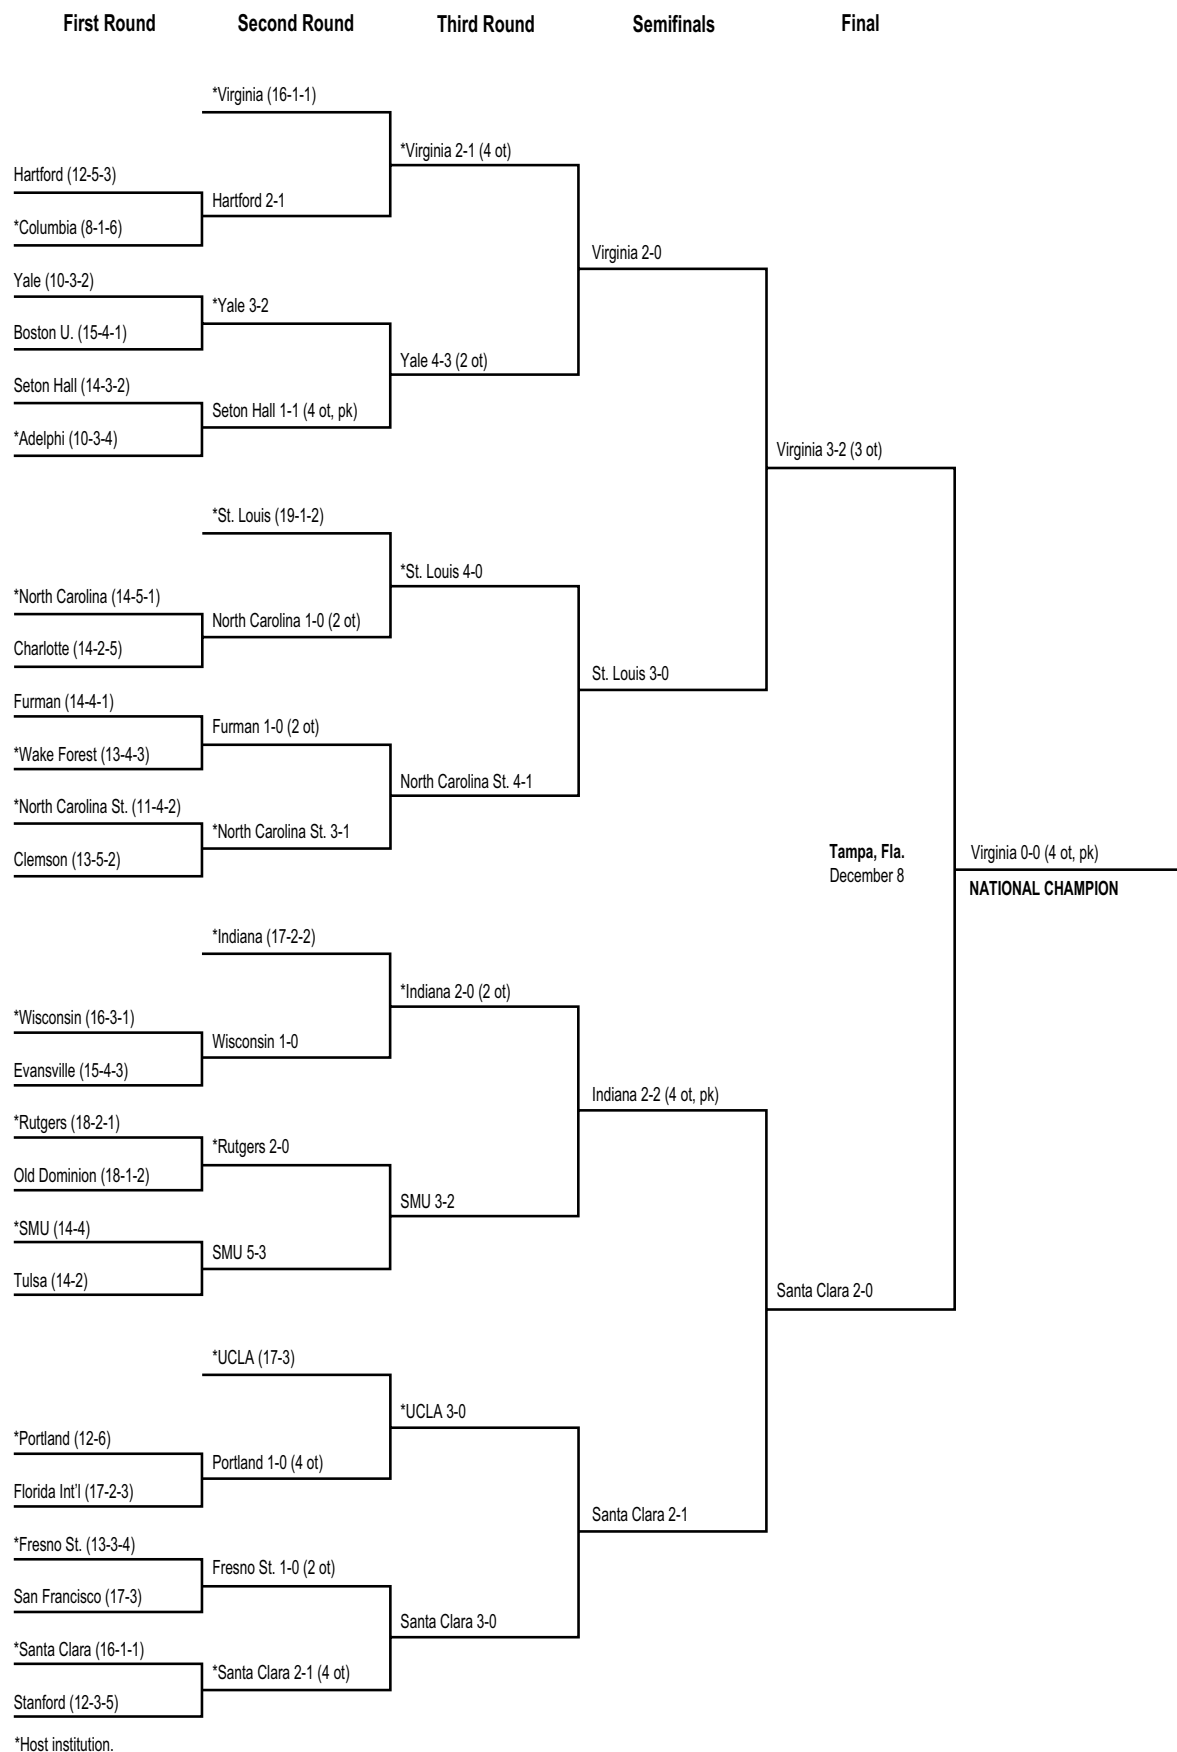 First Round
Second Round
Third Round
Semifinals
Final
*Virginia (16-1-1)
*Virginia 2-1 (4 ot)
Hartford (12-5-3)
Hartford 2-1
*Columbia (8-1-6)
Virginia 2-0
Yale (10-3-2)
*Yale 3-2
Boston U. (15-4-1)
Yale 4-3 (2 ot)
Seton Hall (14-3-2)
Seton Hall 1-1 (4 ot, pk)
*Adelphi (10-3-4)
Virginia 3-2 (3 ot)
*St. Louis (19-1-2)
*St. Louis 4-0
*North Carolina (14-5-1)
North Carolina 1-0 (2 ot)
Charlotte (14-2-5)
St. Louis 3-0
Furman (14-4-1)
Furman 1-0 (2 ot)
*Wake Forest (13-4-3)
North Carolina St. 4-1
*North Carolina St. (11-4-2)
*North Carolina St. 3-1
Clemson (13-5-2)
Tampa, Fla.
December 8
Virginia 0-0 (4 ot, pk)
NATIONAL CHAMPION
*Indiana (17-2-2)
*Indiana 2-0 (2 ot)
*Wisconsin (16-3-1)
Wisconsin 1-0
Evansville (15-4-3)
Indiana 2-2 (4 ot, pk)
*Rutgers (18-2-1)
*Rutgers 2-0
Old Dominion (18-1-2)
SMU 3-2
*SMU (14-4)
SMU 5-3
Tulsa (14-2)
Santa Clara 2-0
*UCLA (17-3)
*UCLA 3-0
*Portland (12-6)
Portland 1-0 (4 ot)
Florida Int'l (17-2-3)
Santa Clara 2-1
*Fresno St. (13-3-4)
Fresno St. 1-0 (2 ot)
San Francisco (17-3)
Santa Clara 3-0
*Santa Clara (16-1-1)
*Santa Clara 2-1 (4 ot)
Stanford (12-3-5)
*Host institution.